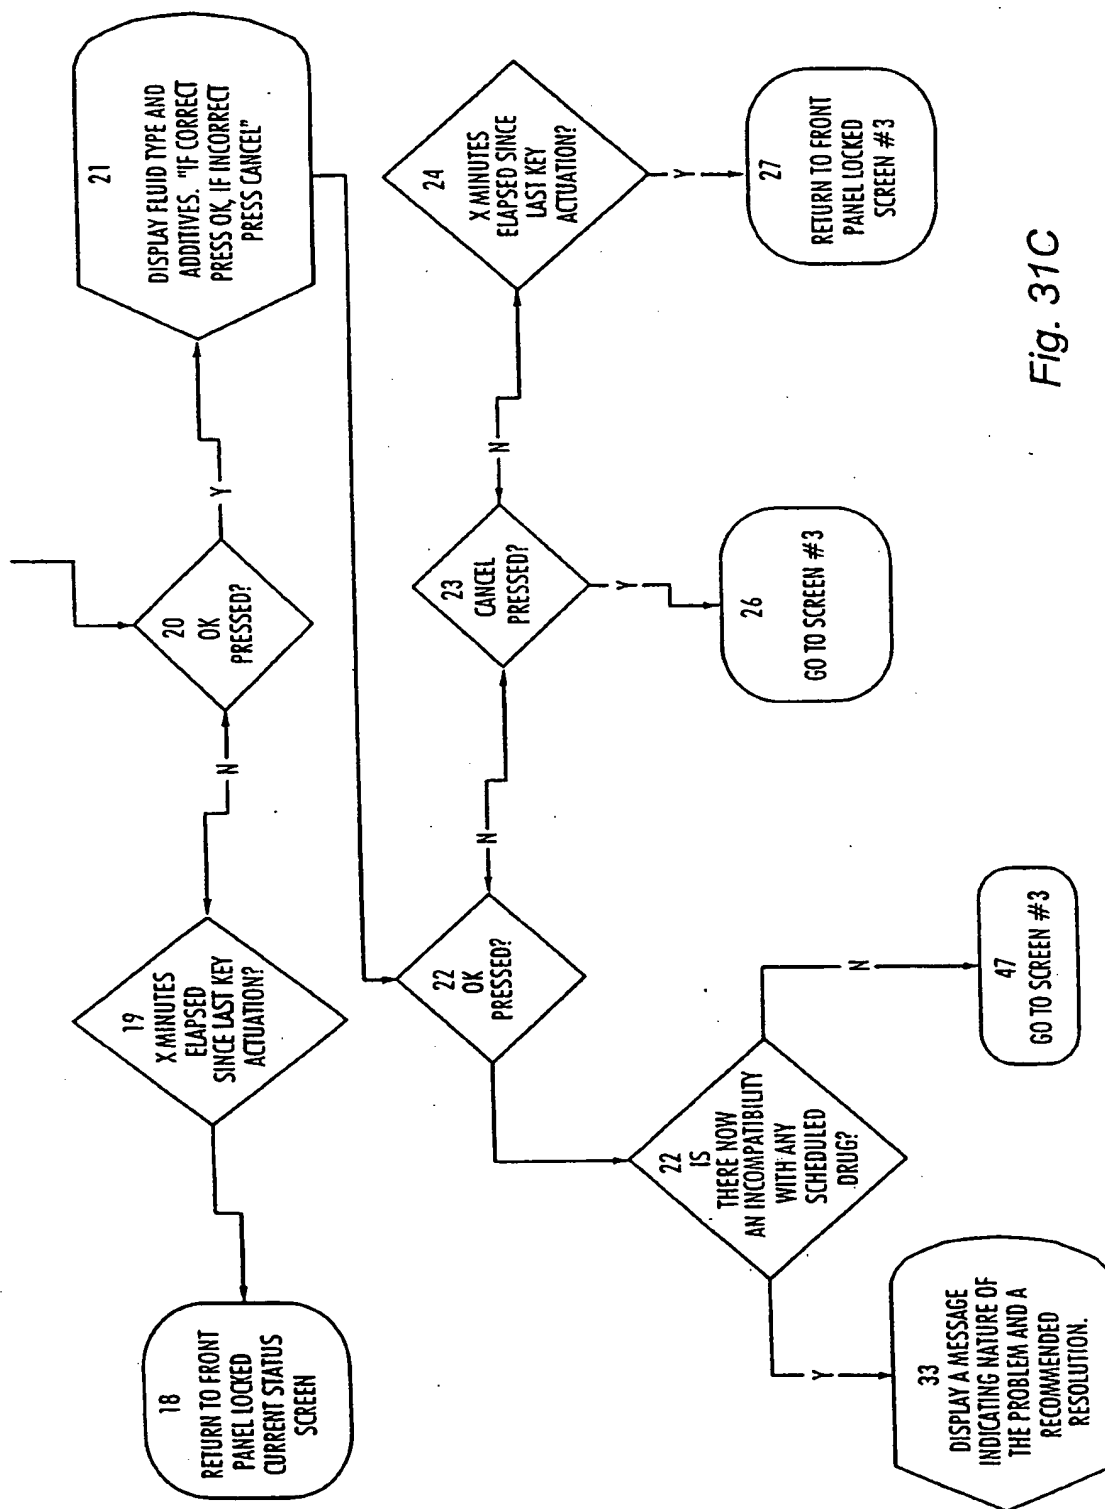 18
RETURN TO FRONT
PANEL LOCKED
CURRENT STATUS
SCREEN
19
X MINUTES
ELAPSED
SINCE LAST KEY
ACTUATION?
N
20
OK
PRESSED?
Y
21
DISPLAY FLUID TYPE AND
ADDITIVES. "IF CORRECT
PRESS OK, IF INCORRECT
PRESS CANCEL"
22
OK
PRESSED?
N
23
CANCEL
PRESSED?
N
24
X MINUTES
ELAPSED SINCE
LAST KEY
ACTUATION?
Y
Y
26
GO TO SCREEN #3
27
RETURN TO FRONT
PANEL LOCKED
SCREEN #3
22
IS
THERE NOW
AN INCOMPATIBILITY
WITH ANY
SCHEDULED
DRUG?
N
47
GO TO SCREEN #3
Y
33
DISPLAY A MESSAGE
INDICATING NATURE OF
THE PROBLEM AND A
RECOMMENDED
RESOLUTION.
Fig. 31C